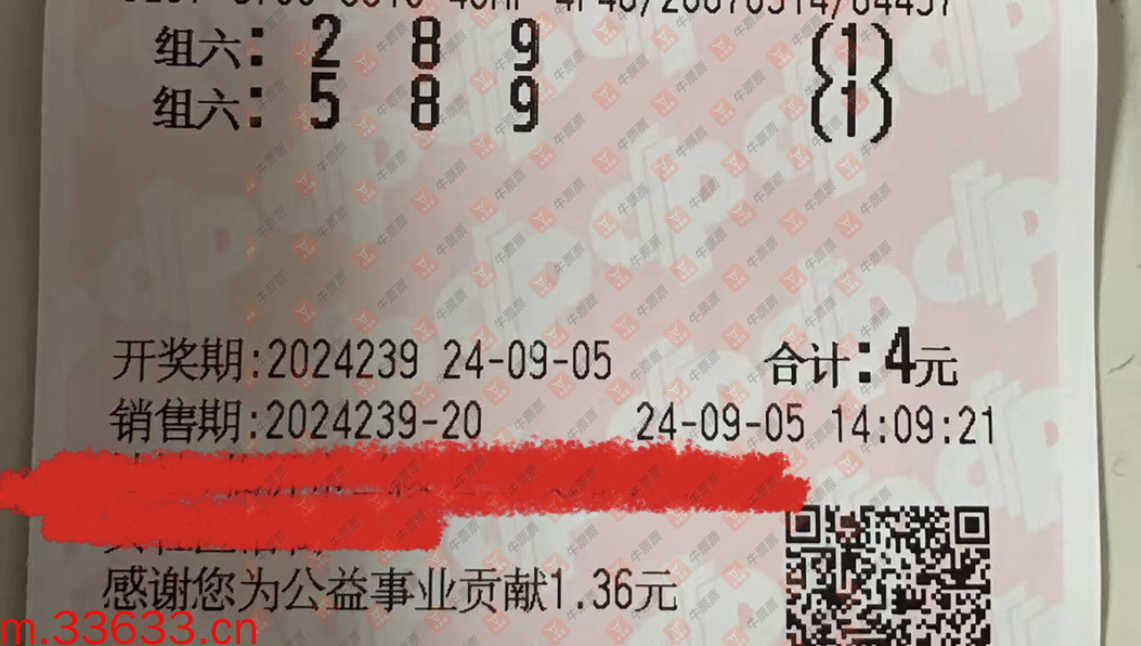 组六: 2 8 9 (1)
组六: 5 8 9 (1)
开奖期:2024239 24-09-05 合计:4元
销售期:2024239-20 24-09-05 14:09:21
感谢您为公益事业贡献1.36元
m.33633.cn